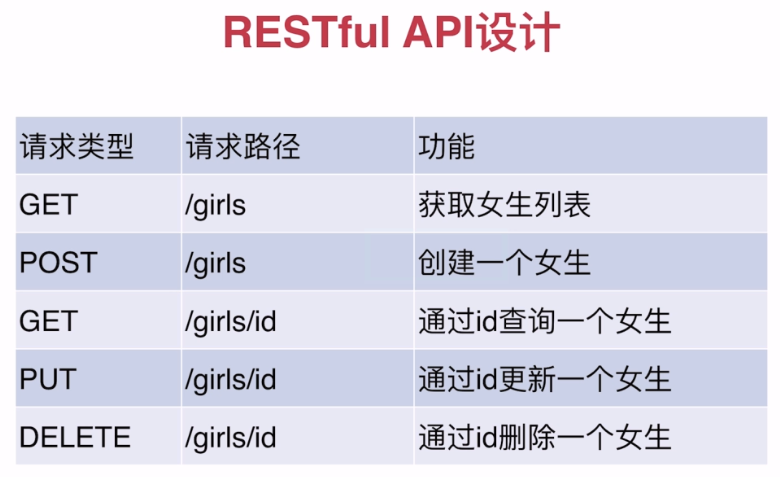 RESTful API设计
请求类型 请求路径 功能
GET /girls 获取女生列表
POST /girls 创建一个女生
GET /girls/id 通过id查询一个女生
PUT /girls/id 通过id更新一个女生
DELETE /girls/id 通过id删除一个女生